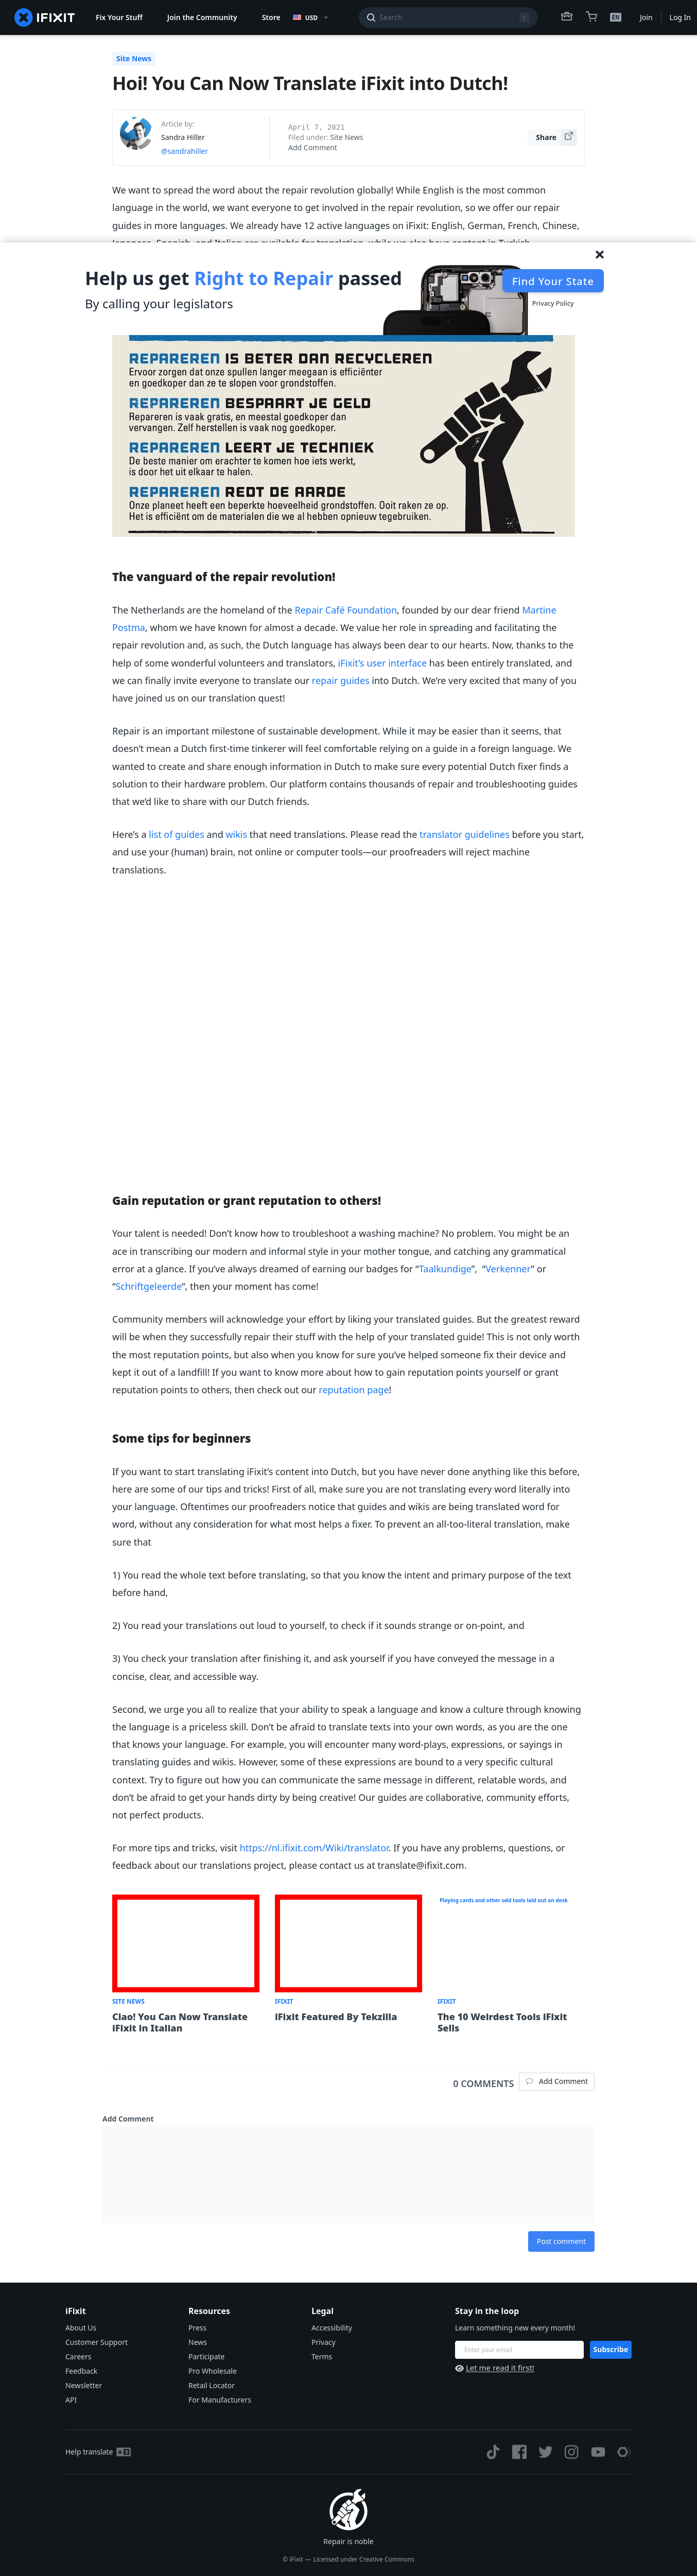 IFIXIT Fix Your Stuff Join the Community Store USD Search / EN Join Log In
Site News
Hoi! You Can Now Translate iFixit into Dutch!
Article by:
Sandra Hiller
@sandrahiller
April 7, 2021
Filed under: Site News
Add Comment
Share
We want to spread the word about the repair revolution globally! While English is the most common
language in the world, we want everyone to get involved in the repair revolution, so we offer our repair
guides in more languages. We already have 12 active languages on iFixit: English, German, French, Chinese,
Japanese, Spanish, and Italian are available for translation, while we also have content in Turkish,
Help us get Right to Repair passed
By calling your legislators
Find Your State
Privacy Policy
REPAREREN IS BETER DAN RECYCLEREN
Ervoor zorgen dat onze spullen langer meegaan is efficiënter
en goedkoper dan ze te slopen voor grondstoffen.
REPAREREN BESPAART JE GELD
Repareren is vaak gratis, en meestal goedkoper dan
vervangen. Zelf herstellen is vaak nog goedkoper.
REPAREREN LEERT JE TECHNIEK
De beste manier om erachter te komen hoe iets werkt,
is door het uit elkaar te halen.
REPAREREN REDT DE AARDE
Onze planeet heeft een beperkte hoeveelheid grondstoffen. Ooit raken ze op.
Het is efficiënt om de materialen die we al hebben opnieuw tegebruiken.
The vanguard of the repair revolution!
The Netherlands are the homeland of the Repair Café Foundation, founded by our dear friend Martine
Postma, whom we have known for almost a decade. We value her role in spreading and facilitating the
repair revolution and, as such, the Dutch language has always been dear to our hearts. Now, thanks to the
help of some wonderful volunteers and translators, iFixit’s user interface has been entirely translated, and
we can finally invite everyone to translate our repair guides into Dutch. We’re very excited that many of you
have joined us on our translation quest!
Repair is an important milestone of sustainable development. While it may be easier than it seems, that
doesn’t mean a Dutch first-time tinkerer will feel comfortable relying on a guide in a foreign language. We
wanted to create and share enough information in Dutch to make sure every potential Dutch fixer finds a
solution to their hardware problem. Our platform contains thousands of repair and troubleshooting guides
that we’d like to share with our Dutch friends.
Here’s a list of guides and wikis that need translations. Please read the translator guidelines before you start,
and use your (human) brain, not online or computer tools—our proofreaders will reject machine
translations.
Gain reputation or grant reputation to others!
Your talent is needed! Don’t know how to troubleshoot a washing machine? No problem. You might be an
ace in transcribing our modern and informal style in your mother tongue, and catching any grammatical
error at a glance. If you’ve always dreamed of earning our badges for “Taalkundige”, “Verkenner” or
“Schriftgeleerde”, then your moment has come!
Community members will acknowledge your effort by liking your translated guides. But the greatest reward
will be when they successfully repair their stuff with the help of your translated guide! This is not only worth
the most reputation points, but also when you know for sure you’ve helped someone fix their device and
kept it out of a landfill! If you want to know more about how to gain reputation points yourself or grant
reputation points to others, then check out our reputation page!
Some tips for beginners
If you want to start translating iFixit’s content into Dutch, but you have never done anything like this before,
here are some of our tips and tricks! First of all, make sure you are not translating every word literally into
your language. Oftentimes our proofreaders notice that guides and wikis are being translated word for
word, without any consideration for what most helps a fixer. To prevent an all-too-literal translation, make
sure that
1) You read the whole text before translating, so that you know the intent and primary purpose of the text
before hand,
2) You read your translations out loud to yourself, to check if it sounds strange or on-point, and
3) You check your translation after finishing it, and ask yourself if you have conveyed the message in a
concise, clear, and accessible way.
Second, we urge you all to realize that your ability to speak a language and know a culture through knowing
the language is a priceless skill. Don’t be afraid to translate texts into your own words, as you are the one
that knows your language. For example, you will encounter many word-plays, expressions, or sayings in
translating guides and wikis. However, some of these expressions are bound to a very specific cultural
context. Try to figure out how you can communicate the same message in different, relatable words, and
don’t be afraid to get your hands dirty by being creative! Our guides are collaborative, community efforts,
not perfect products.
For more tips and tricks, visit https://nl.ifixit.com/Wiki/translator. If you have any problems, questions, or
feedback about our translations project, please contact us at translate@ifixit.com.
SITE NEWS
Ciao! You Can Now Translate
iFixit in Italian
IFIXIT
iFixit Featured By Tekzilla
Playing cards and other odd tools laid out on desk
IFIXIT
The 10 Weirdest Tools iFixit
Sells
0 COMMENTS
Add Comment
Add Comment
Post comment
iFixit
About Us
Customer Support
Careers
Feedback
Newsletter
API
Resources
Press
News
Participate
Pro Wholesale
Retail Locator
For Manufacturers
Legal
Accessibility
Privacy
Terms
Stay in the loop
Learn something new every month!
Enter your email
Subscribe
Let me read it first!
Help translate
Repair is noble
© iFixit — Licensed under Creative Commons